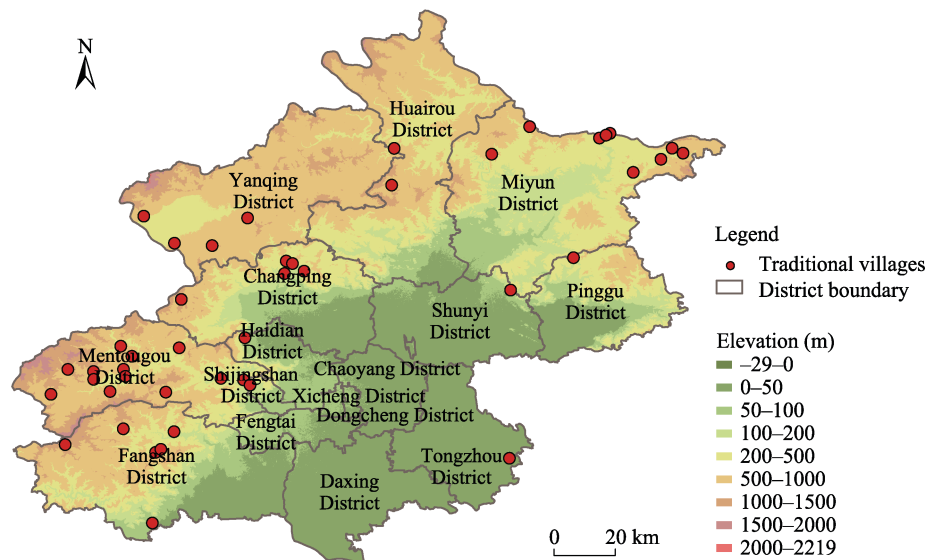 N
Huairou
District
Yanqing
District
Miyun
District
Changping
District
Shunyi
District
Pinggu
District
Haidian
District
Mentougou
District
Shijingshan
District
Chaoyang District
Xicheng District
Dongcheng District
Fengtai
District
Fangshan
District
Daxing
District
Tongzhou
District
0 20 km
Legend
Traditional villages
District boundary
Elevation (m)
–29–0
0–50
50–100
100–200
200–500
500–1000
1000–1500
1500–2000
2000–2219